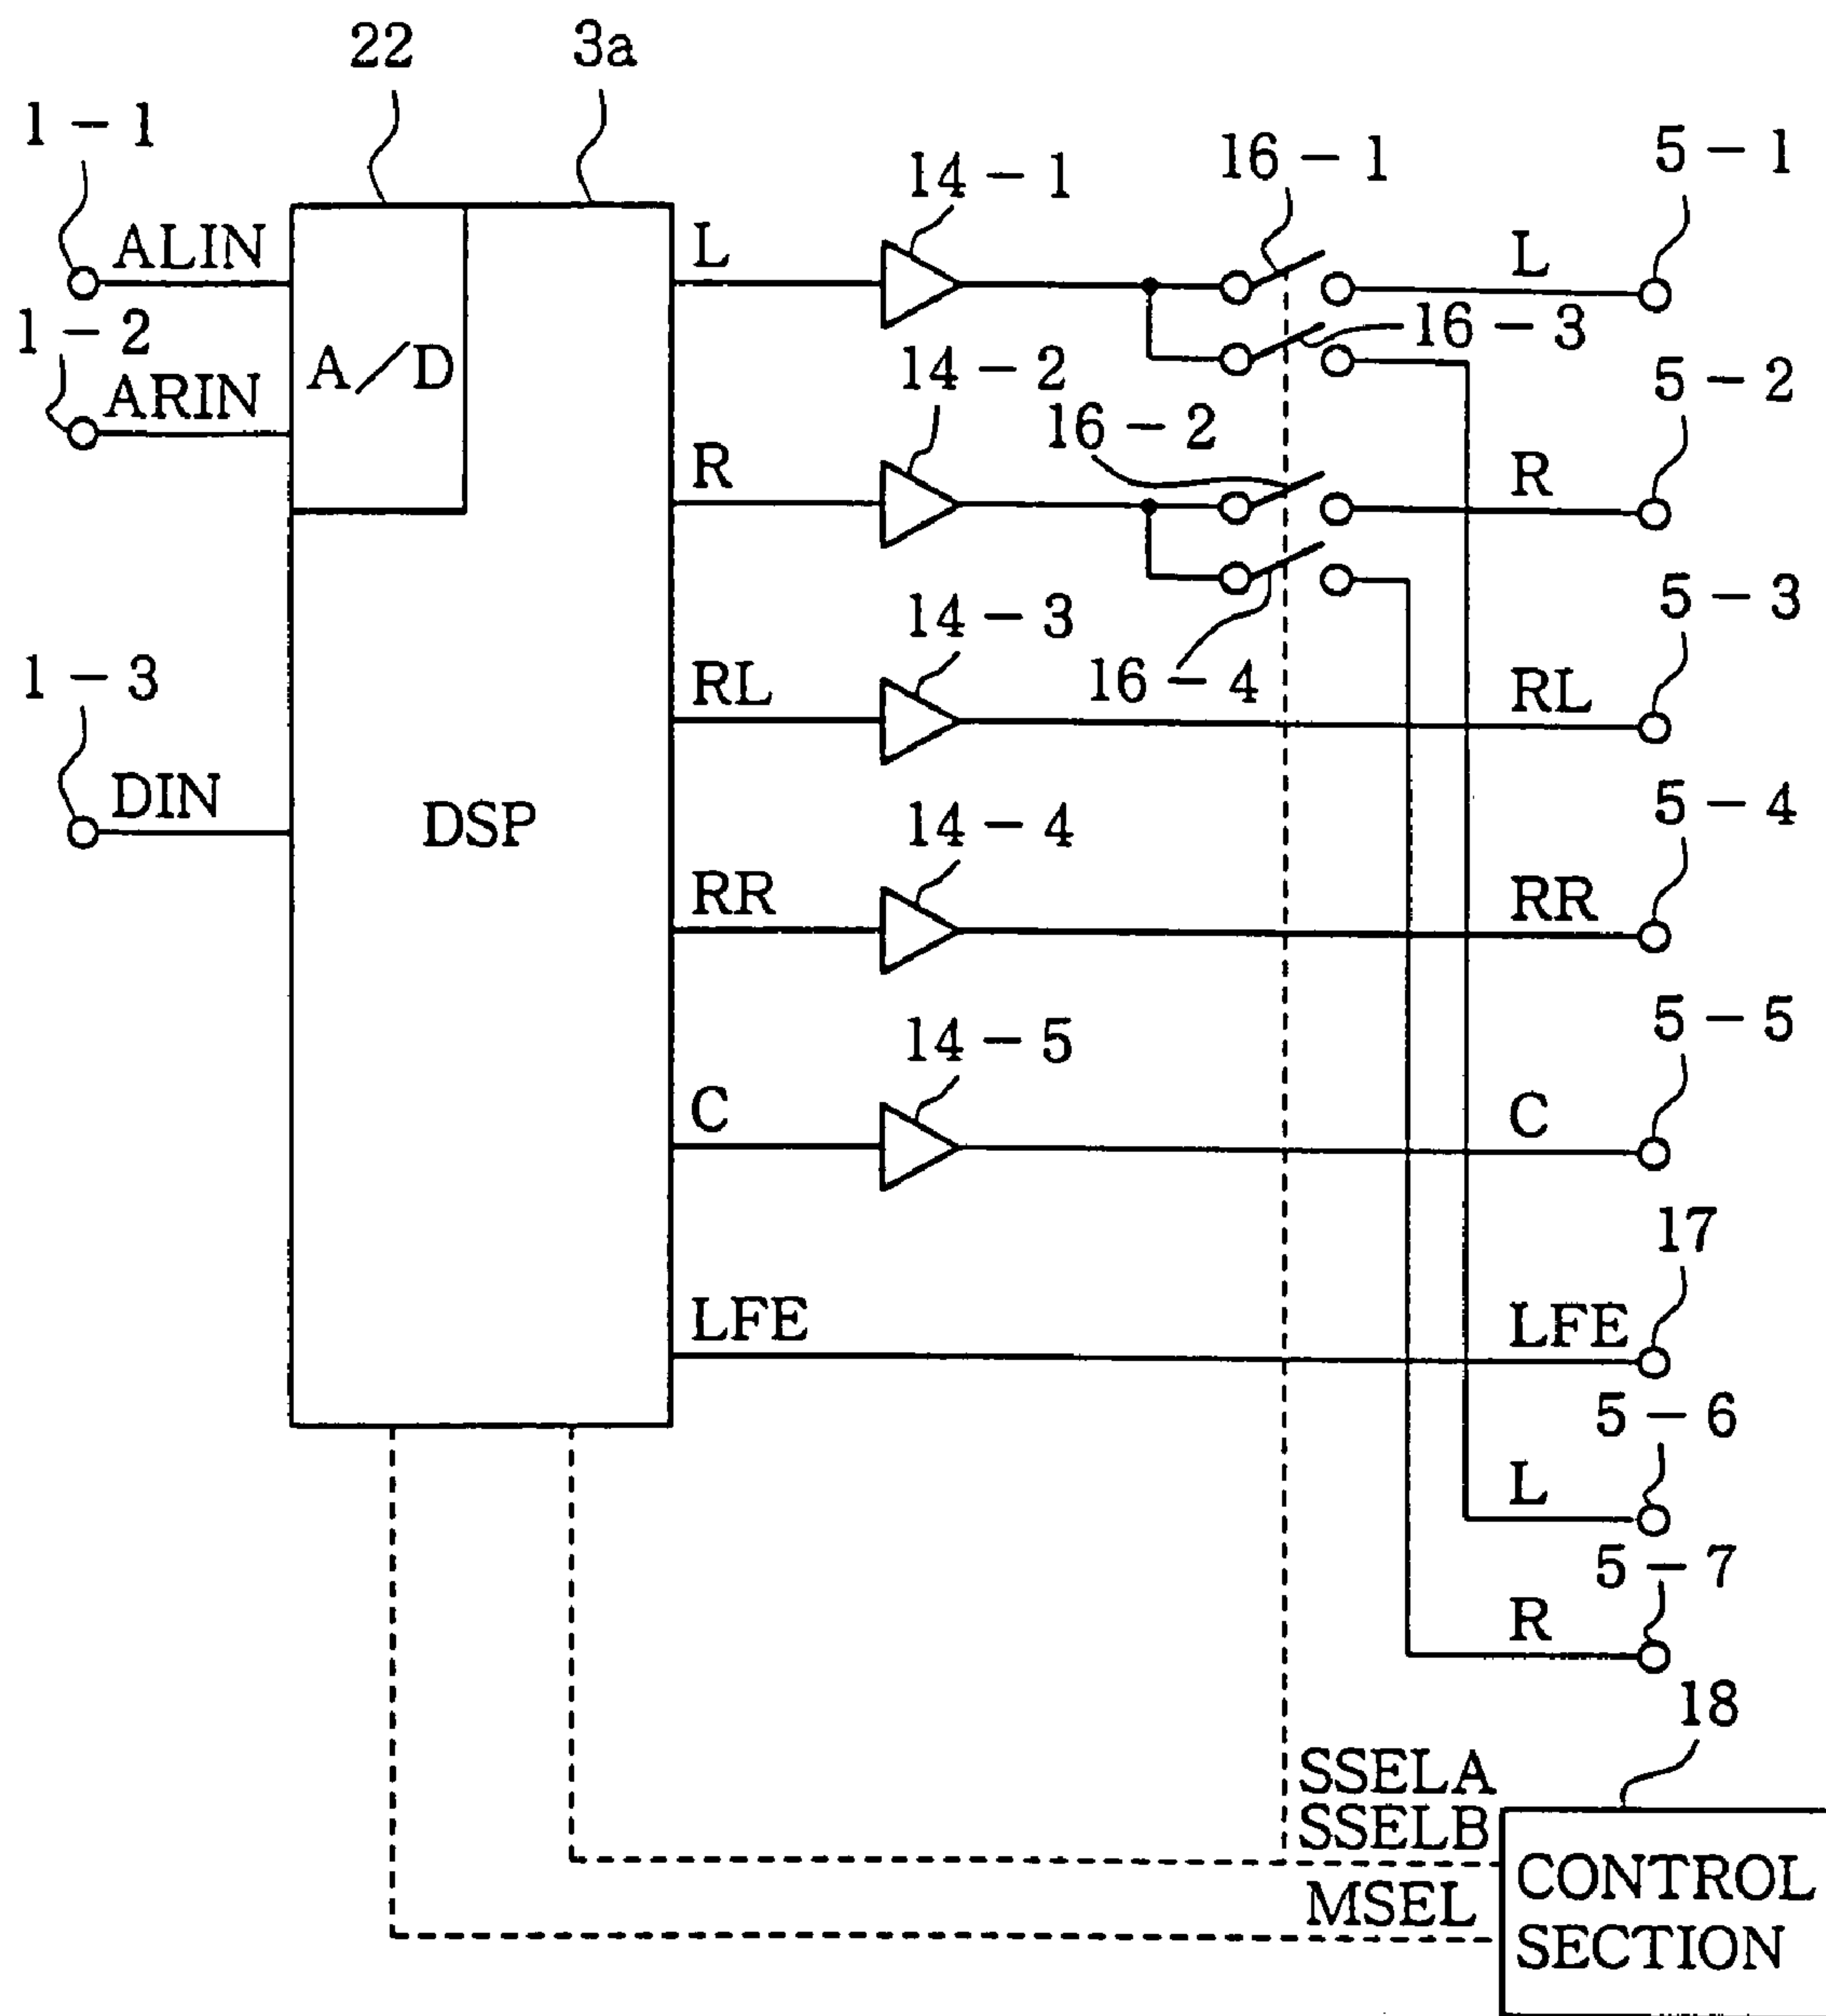 22
3a
1-1
14-1
16-1
5-1
ALIN
L
L
1-2
16-3
A/D
14-2
5-2
ARIN
16-2
R
R
14-3
5-3
1-3
16-4
RL
RL
DIN
DSP
14-4
5-4
RR
RR
14-5
5-5
C
C
17
LFE
LFE
5-6
L
5-7
R
18
SSELA
SSELB
MSEL
CONTROL
SECTION